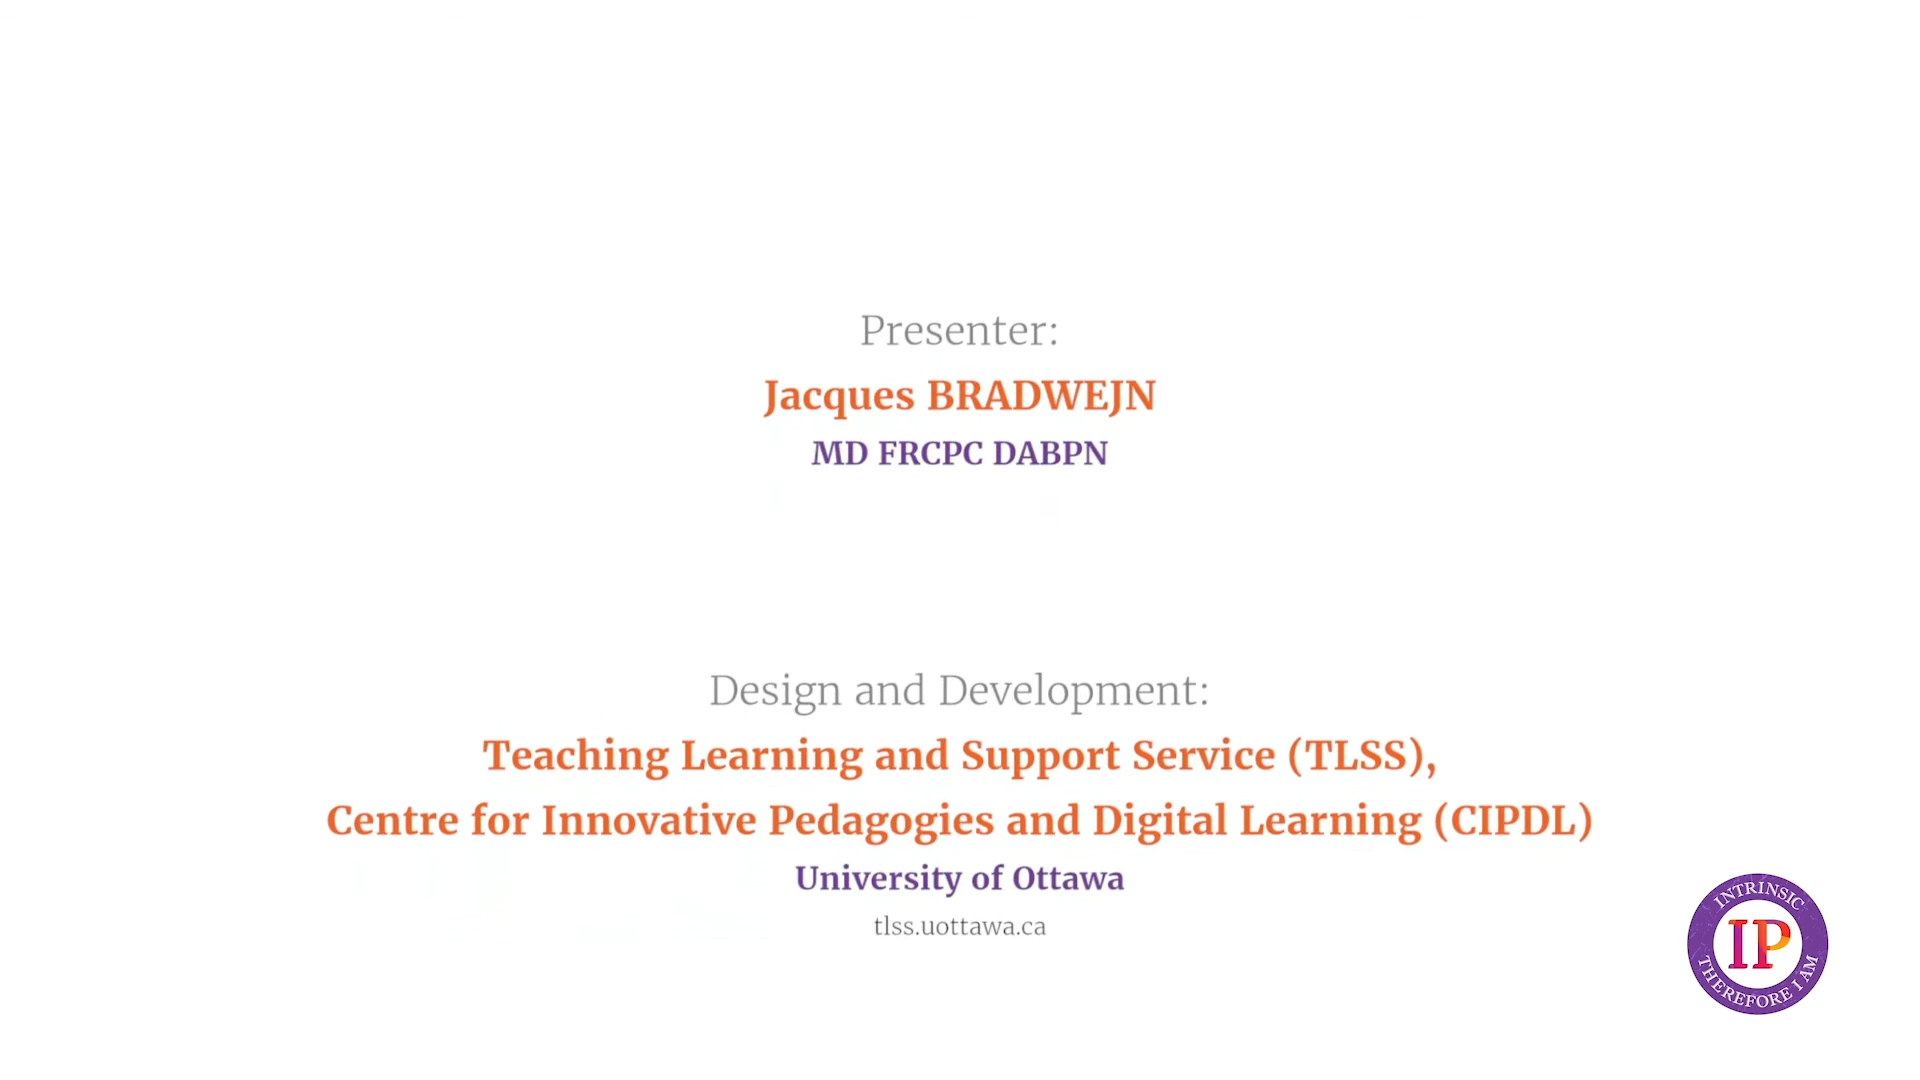 Presenter:
Jacques BRADWEJN
MD FRCPC DABPN
Design and Development:
Teaching Learning and Support Service (TLSS),
Centre for Innovative Pedagogies and Digital Learning (CIPDL)
University of Ottawa
tlss.uottawa.ca
INTRINSIC
IP
THEREFORE I AM